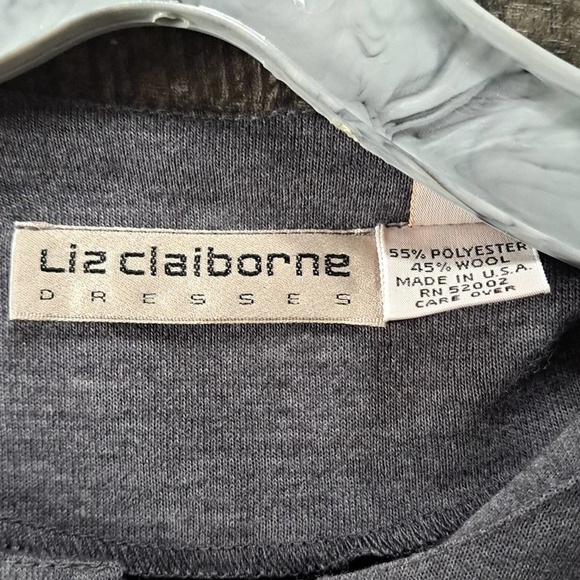 Liz claiborne
DRESSES
55% POLYESTER
45% WOOL
MADE IN U.S.A.
RN 52002
CARE OVER